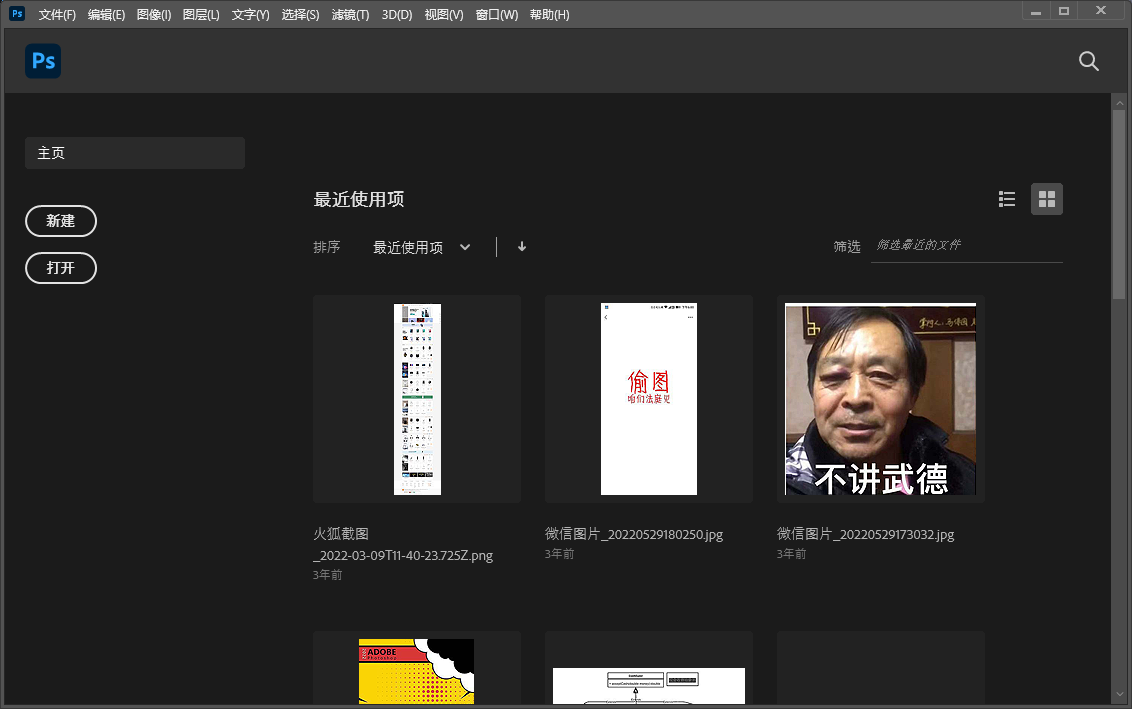 Ps 文件(F) 编辑(E) 图像(I) 图层(L) 文字(Y) 选择(S) 滤镜(T) 3D(D) 视图(V) 窗口(W) 帮助(H)
Ps
主页
新建
打开
最近使用项
排序 最近使用项 筛选 筛选最近的文件
偷图
咱们法庭见
不讲武德
火狐截图
_2022-03-09T11-40-23.725Z.png
3年前
微信图片_20220529180250.jpg
3年前
微信图片_20220529173032.jpg
3年前
ADOBE
Photoshop